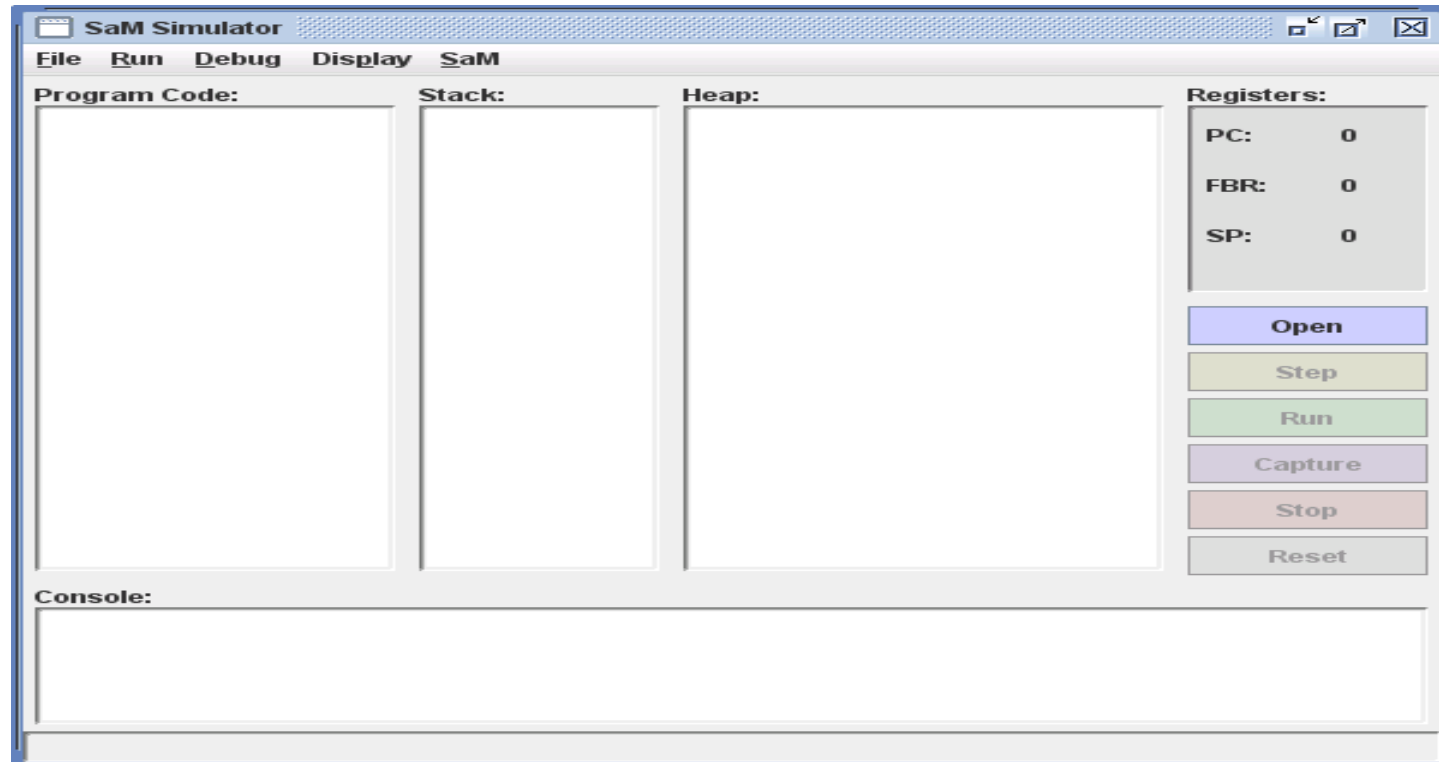 SaM Simulator
File Run Debug Display SaM
Program Code: Stack: Heap: Registers:
PC: 0
FBR: 0
SP: 0
Open
Step
Run
Capture
Stop
Reset
Console: